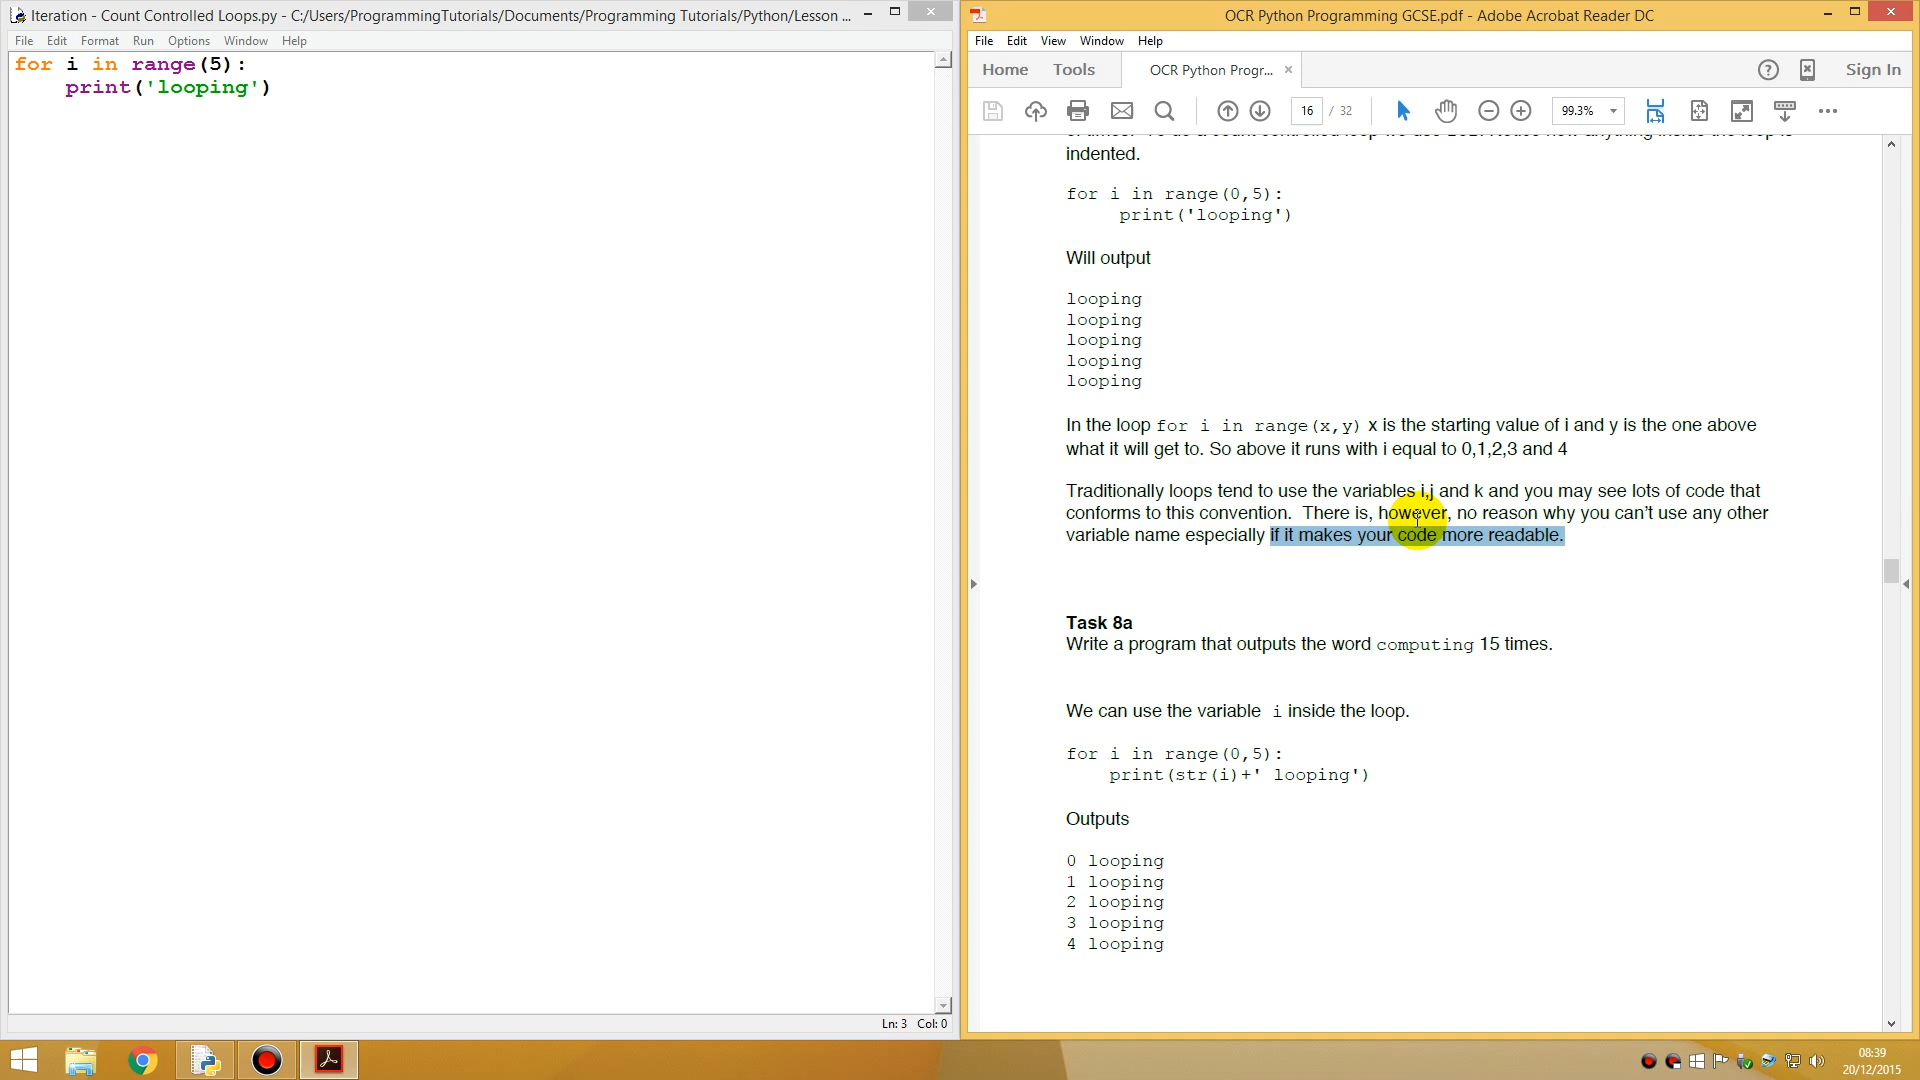 Iteration - Count Controlled Loops.py - C:/Users/ProgrammingTutorials/Documents/Programming Tutorials/Python/Lesson ...
File Edit Format Run Options Window Help
for i in range(5):
print('looping')
Ln: 3 Col: 0
OCR Python Programming GCSE.pdf - Adobe Acrobat Reader DC
File Edit View Window Help
Home Tools OCR Python Progr... × Sign In
16 / 32 99.3%
indented.
for i in range(0,5):
print('looping')
Will output
looping
looping
looping
looping
looping
In the loop for i in range(x,y) x is the starting value of i and y is the one above
what it will get to. So above it runs with i equal to 0,1,2,3 and 4
Traditionally loops tend to use the variables i,j and k and you may see lots of code that
conforms to this convention. There is, however, no reason why you can't use any other
variable name especially if it makes your code more readable.
Task 8a
Write a program that outputs the word computing 15 times.
We can use the variable i inside the loop.
for i in range(0,5):
print(str(i)+' looping')
Outputs
0 looping
1 looping
2 looping
3 looping
4 looping
08:39
20/12/2015